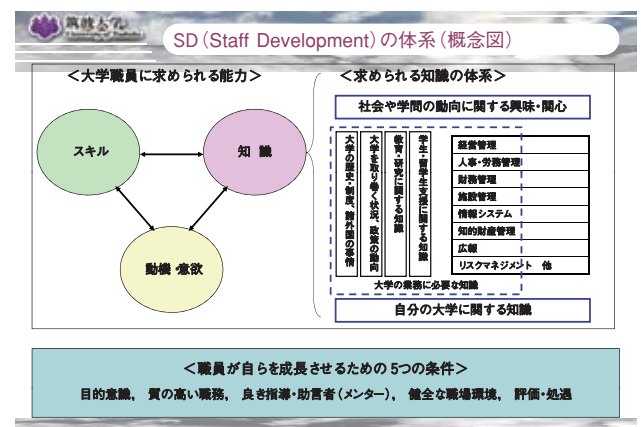 筑波大学
University of Tsukuba
SD(Staff Development)の体系(概念図)
＜大学職員に求められる能力＞
スキル
知 識
動機・意欲
＜求められる知識の体系＞
社会や学問の動向に関する興味・関心
大学の歴史・制度、諸外国の事情
大学を取り巻く状況、政策の動向
教育・研究に関する知識
学生・留学生支援に関する知識
経営管理
人事・労務管理
財務管理
施設管理
情報システム
知的財産管理
広報
リスクマネジメント 他
大学の業務に必要な知識
自分の大学に関する知識
＜職員が自らを成長させるための 5つの条件＞
目的意識, 質の高い職務, 良き指導・助言者(メンター), 健全な職場環境, 評価・処遇